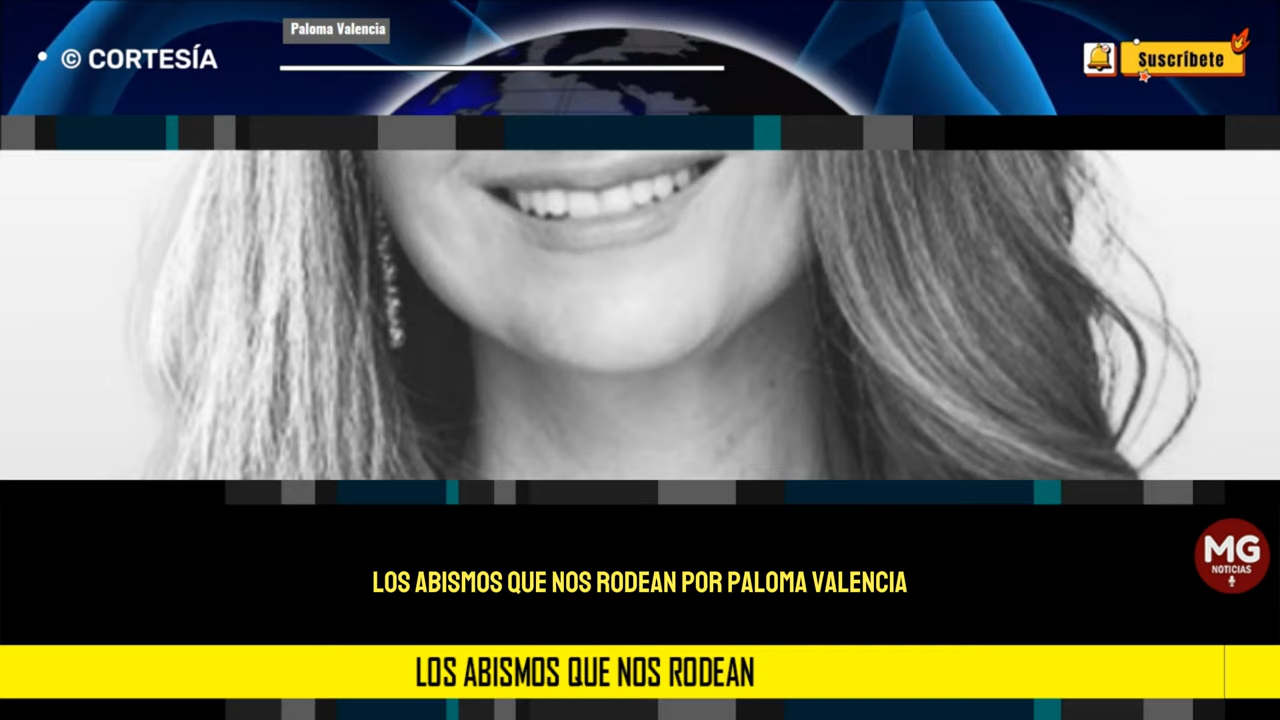 Paloma Valencia
© CORTESÍA
Suscríbete
MG
NOTICIAS
LOS ABISMOS QUE NOS RODEAN POR PALOMA VALENCIA
LOS ABISMOS QUE NOS RODEAN